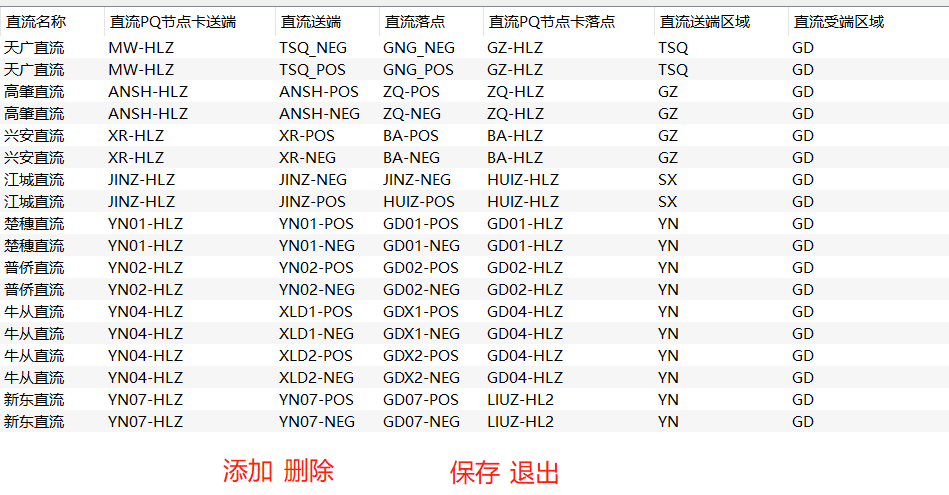 直流名称 直流PQ节点卡送端 直流送端 直流落点 直流PQ节点卡落点 直流送端区域 直流受端区域
天广直流 MW-HLZ TSQ_NEG GNG_NEG GZ-HLZ TSQ GD
天广直流 MW-HLZ TSQ_POS GNG_POS GZ-HLZ TSQ GD
高肇直流 ANSH-HLZ ANSH-POS ZQ-POS ZQ-HLZ GZ GD
高肇直流 ANSH-HLZ ANSH-NEG ZQ-NEG ZQ-HLZ GZ GD
兴安直流 XR-HLZ XR-POS BA-POS BA-HLZ GZ GD
兴安直流 XR-HLZ XR-NEG BA-NEG BA-HLZ GZ GD
江城直流 JINZ-HLZ JINZ-NEG JINZ-NEG HUIZ-HLZ SX GD
江城直流 JINZ-HLZ JINZ-POS HUIZ-POS HUIZ-HLZ SX GD
楚穗直流 YN01-HLZ YN01-POS GD01-POS GD01-HLZ YN GD
楚穗直流 YN01-HLZ YN01-NEG GD01-NEG GD01-HLZ YN GD
普侨直流 YN02-HLZ YN02-POS GD02-POS GD02-HLZ YN GD
普侨直流 YN02-HLZ YN02-NEG GD02-NEG GD02-HLZ YN GD
牛从直流 YN04-HLZ XLD1-POS GDX1-POS GD04-HLZ YN GD
牛从直流 YN04-HLZ XLD1-NEG GDX1-NEG GD04-HLZ YN GD
牛从直流 YN04-HLZ XLD2-POS GDX2-POS GD04-HLZ YN GD
牛从直流 YN04-HLZ XLD2-NEG GDX2-NEG GD04-HLZ YN GD
新东直流 YN07-HLZ YN07-POS GD07-POS LIUZ-HL2 YN GD
新东直流 YN07-HLZ YN07-NEG GD07-NEG LIUZ-HL2 YN GD
添加 删除 保存 退出